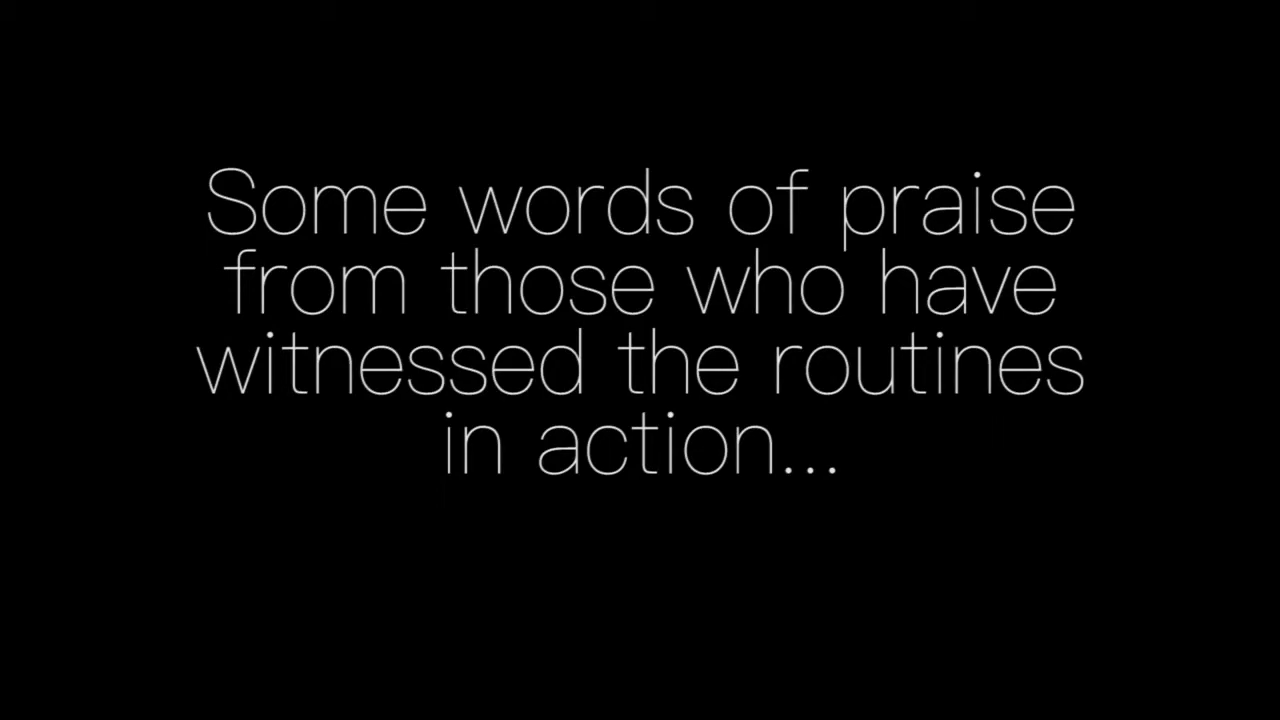 Some words of praise
from those who have
witnessed the routines
in action...